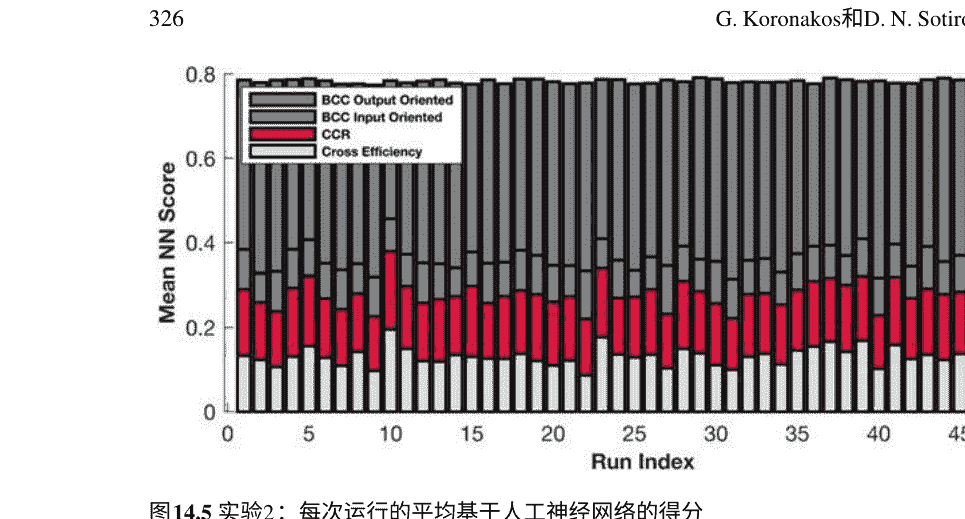 326
G. Koronakos和D. N. Sotiro
0.8
0.6
0.4
0.2
0
Mean NN Score
BCC Output Oriented
BCC Input Oriented
CCR
Cross Efficiency
0 5 10 15 20 25 30 35 40 45
Run Index
图14.5 实验2：每次运行的平均基于人工神经网络的得分